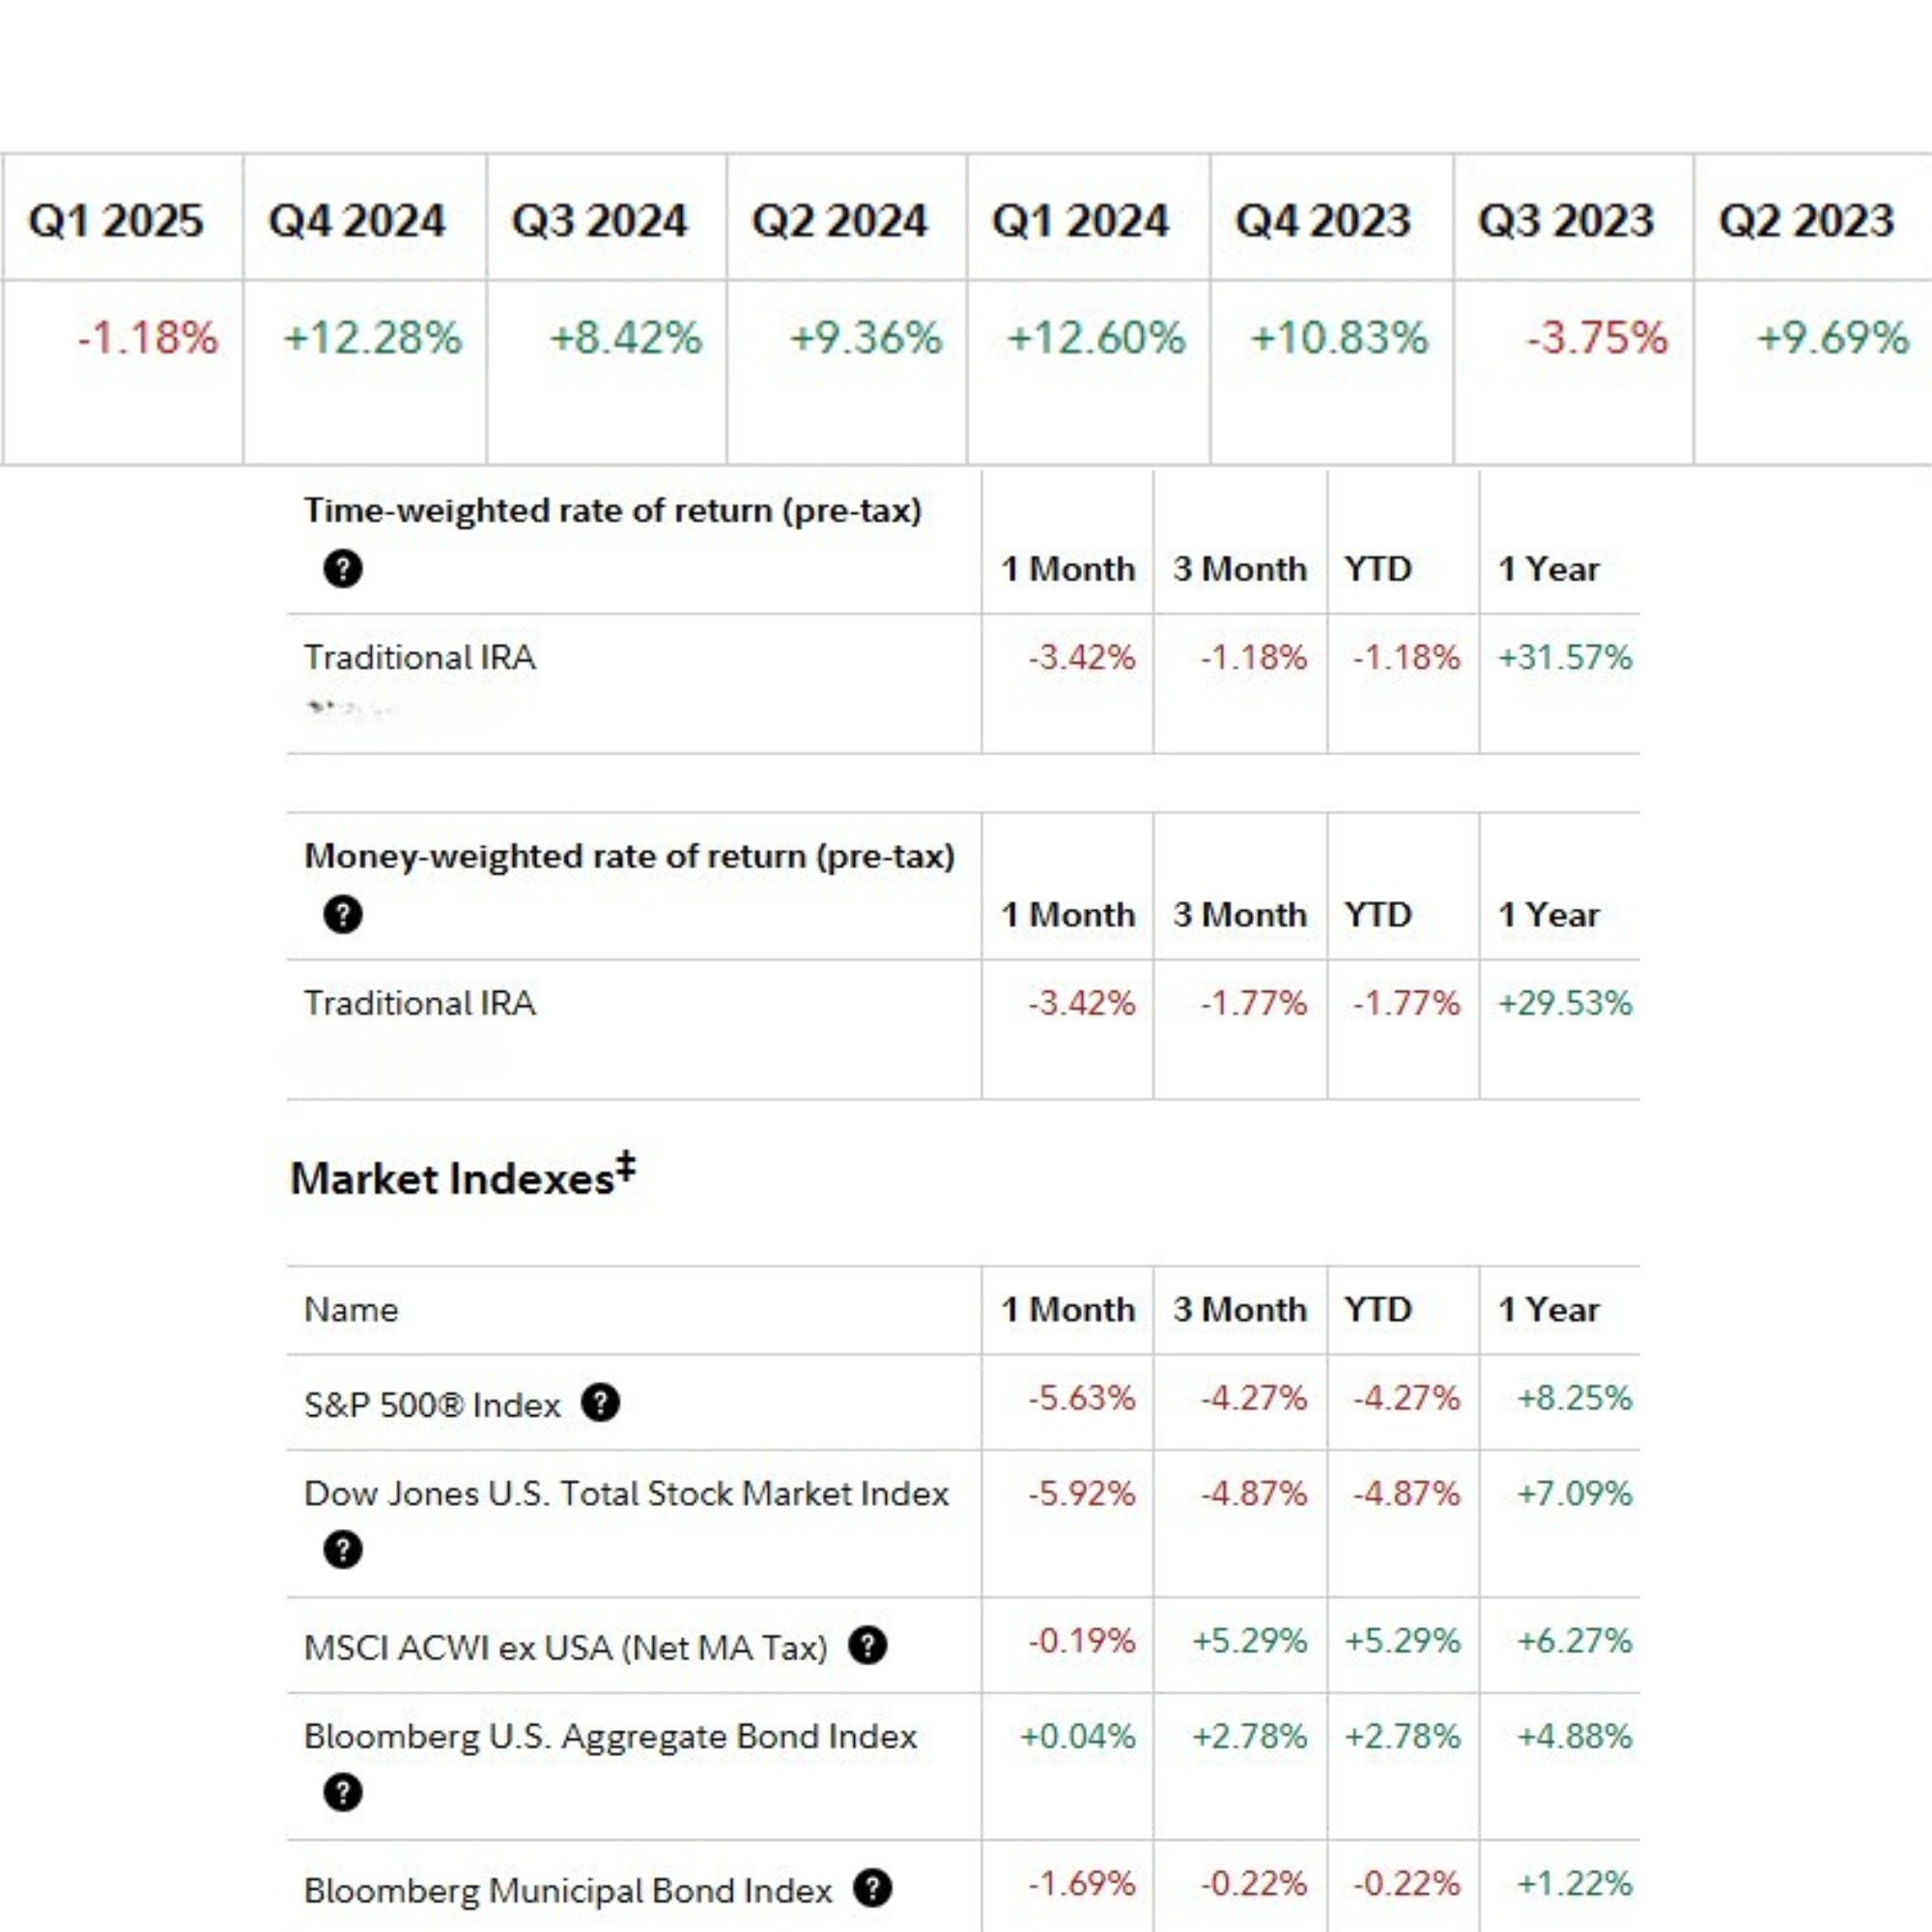 Q1 2025 Q4 2024 Q3 2024 Q2 2024 Q1 2024 Q4 2023 Q3 2023 Q2 2023
-1.18% +12.28% +8.42% +9.36% +12.60% +10.83% -3.75% +9.69%
Time-weighted rate of return (pre-tax)
? 1 Month 3 Month YTD 1 Year
Traditional IRA -3.42% -1.18% -1.18% +31.57%
Money-weighted rate of return (pre-tax)
? 1 Month 3 Month YTD 1 Year
Traditional IRA -3.42% -1.77% -1.77% +29.53%
Market Indexes‡
Name 1 Month 3 Month YTD 1 Year
S&P 500® Index ? -5.63% -4.27% -4.27% +8.25%
Dow Jones U.S. Total Stock Market Index -5.92% -4.87% -4.87% +7.09%
?
MSCI ACWI ex USA (Net MA Tax) ? -0.19% +5.29% +5.29% +6.27%
Bloomberg U.S. Aggregate Bond Index +0.04% +2.78% +2.78% +4.88%
?
Bloomberg Municipal Bond Index ? -1.69% -0.22% -0.22% +1.22%